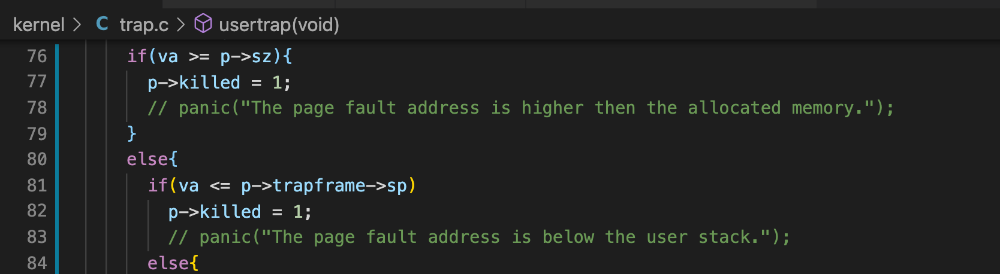 kernel > C trap.c > usertrap(void)
76 if(va >= p->sz){
77 p->killed = 1;
78 // panic("The page fault address is higher then the allocated memory.");
79 }
80 else{
81 if(va <= p->trapframe->sp)
82 p->killed = 1;
83 // panic("The page fault address is below the user stack.");
84 else{